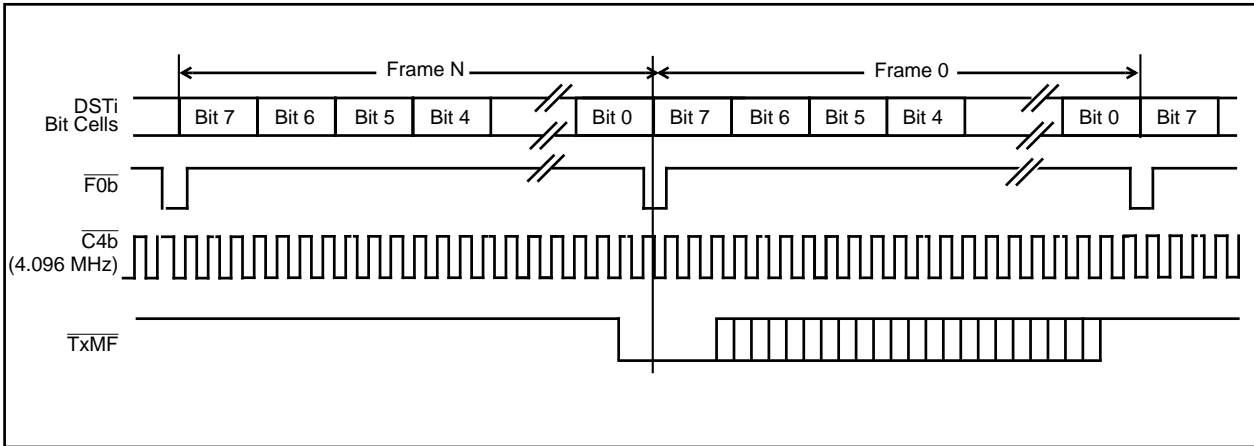 Frame N Frame 0
DSTi
Bit Cells
Bit 7 Bit 6 Bit 5 Bit 4 Bit 0 Bit 7 Bit 6 Bit 5 Bit 4 Bit 0 Bit 7
F0b
C4b
(4.096 MHz)
TxMF